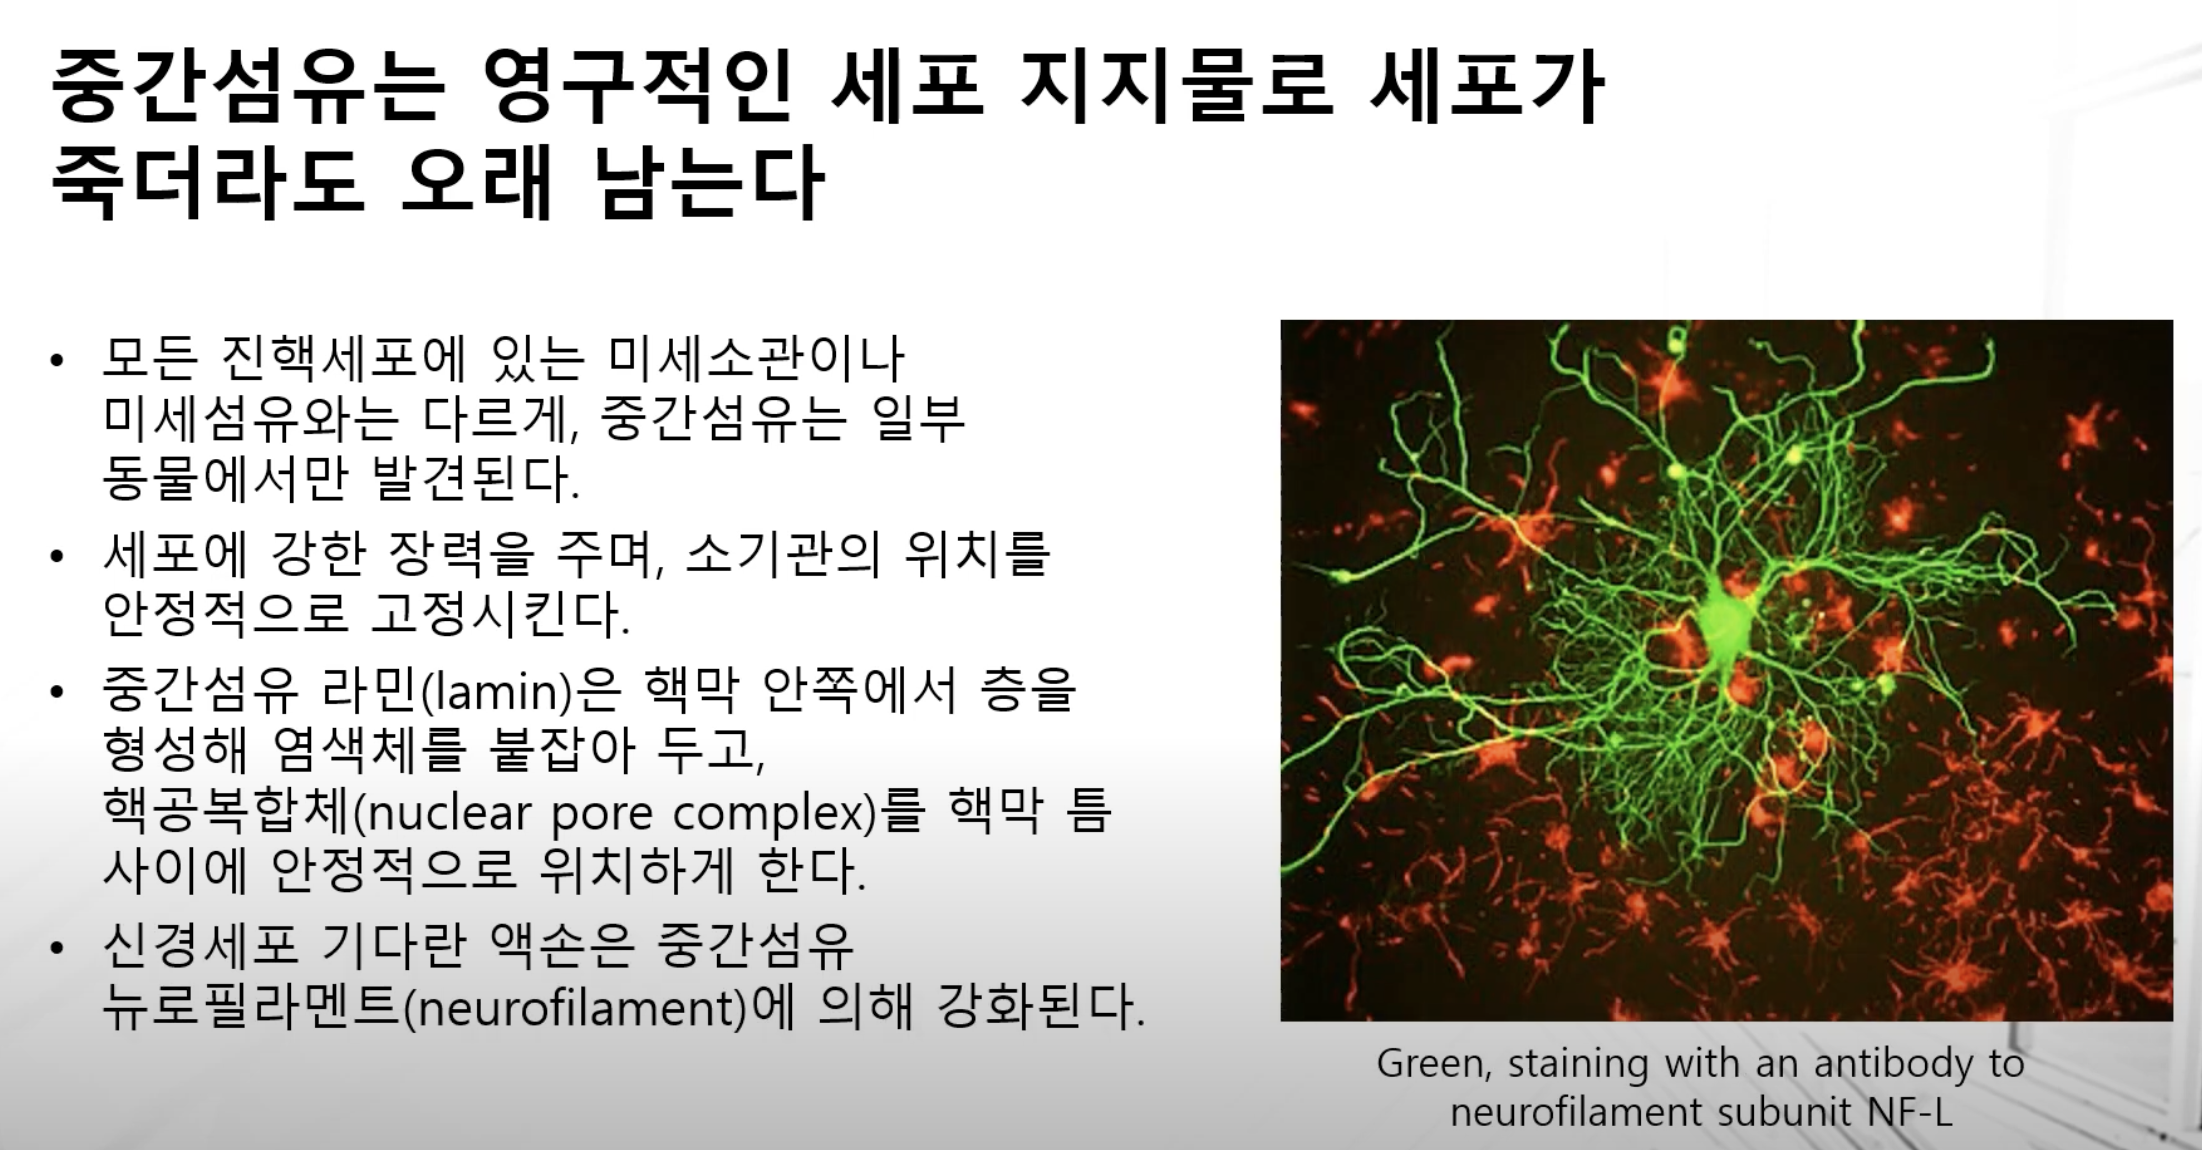 중간섬유는 영구적인 세포 지지물로 세포가
죽더라도 오래 남는다
• 모든 진핵세포에 있는 미세소관이나
미세섬유와는 다르게, 중간섬유는 일부
동물에서만 발견된다.
• 세포에 강한 장력을 주며, 소기관의 위치를
안정적으로 고정시킨다.
• 중간섬유 라민(lamin)은 핵막 안쪽에서 층을
형성해 염색체를 붙잡아 두고,
핵공복합체(nuclear pore complex)를 핵막 틈
사이에 안정적으로 위치하게 한다.
• 신경세포 기다란 액손은 중간섬유
뉴로필라멘트(neurofilament)에 의해 강화된다.
Green, staining with an antibody to
neurofilament subunit NF-L